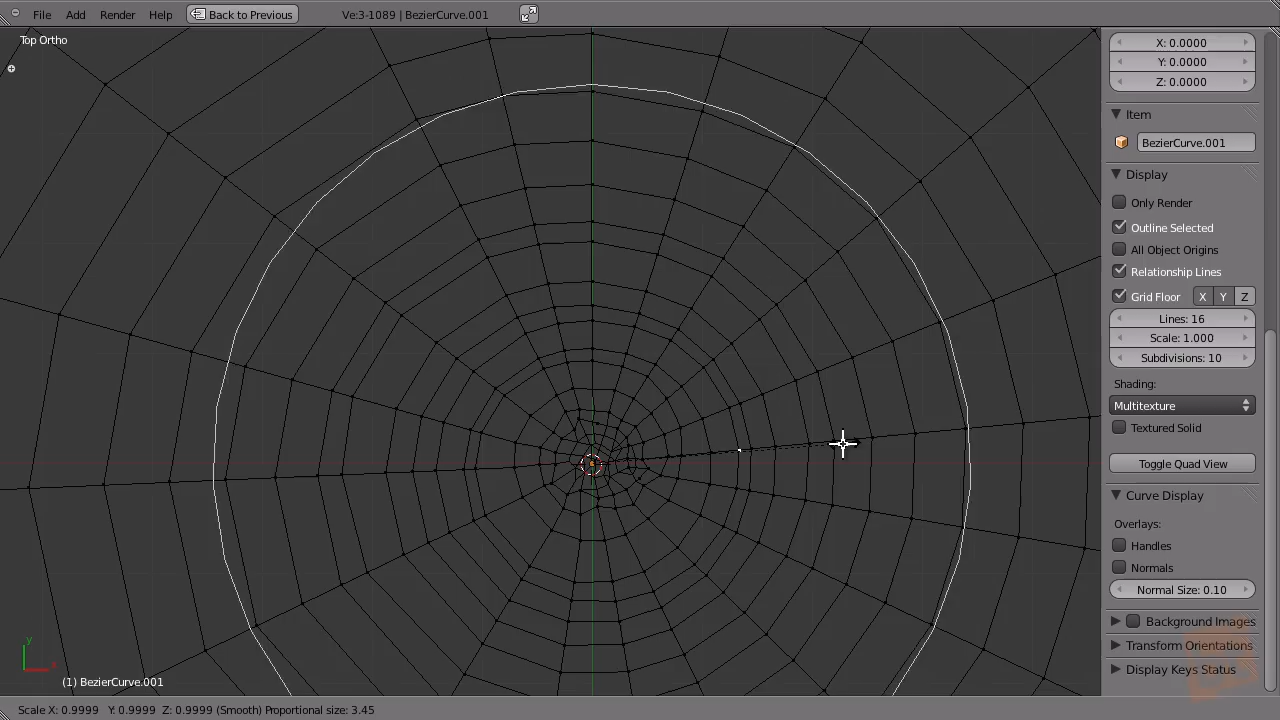 File Add Render Help Back to Previous Ve:3-1089 | BezierCurve.001
Top Ortho
X: 0.0000
Y: 0.0000
Z: 0.0000
Item
BezierCurve.001
Display
Only Render
Outline Selected
All Object Origins
Relationship Lines
Grid Floor X Y Z
Lines: 16
Scale: 1.000
Subdivisions: 10
Shading:
Multitexture
Textured Solid
Toggle Quad View
Curve Display
Overlays:
Handles
Normals
Normal Size: 0.10
Background Images
Transform Orientations
Display Keys Status
y
x
(1) BezierCurve.001
Scale X: 0.9999 Y: 0.9999 Z: 0.9999 (Smooth) Proportional size: 3.45